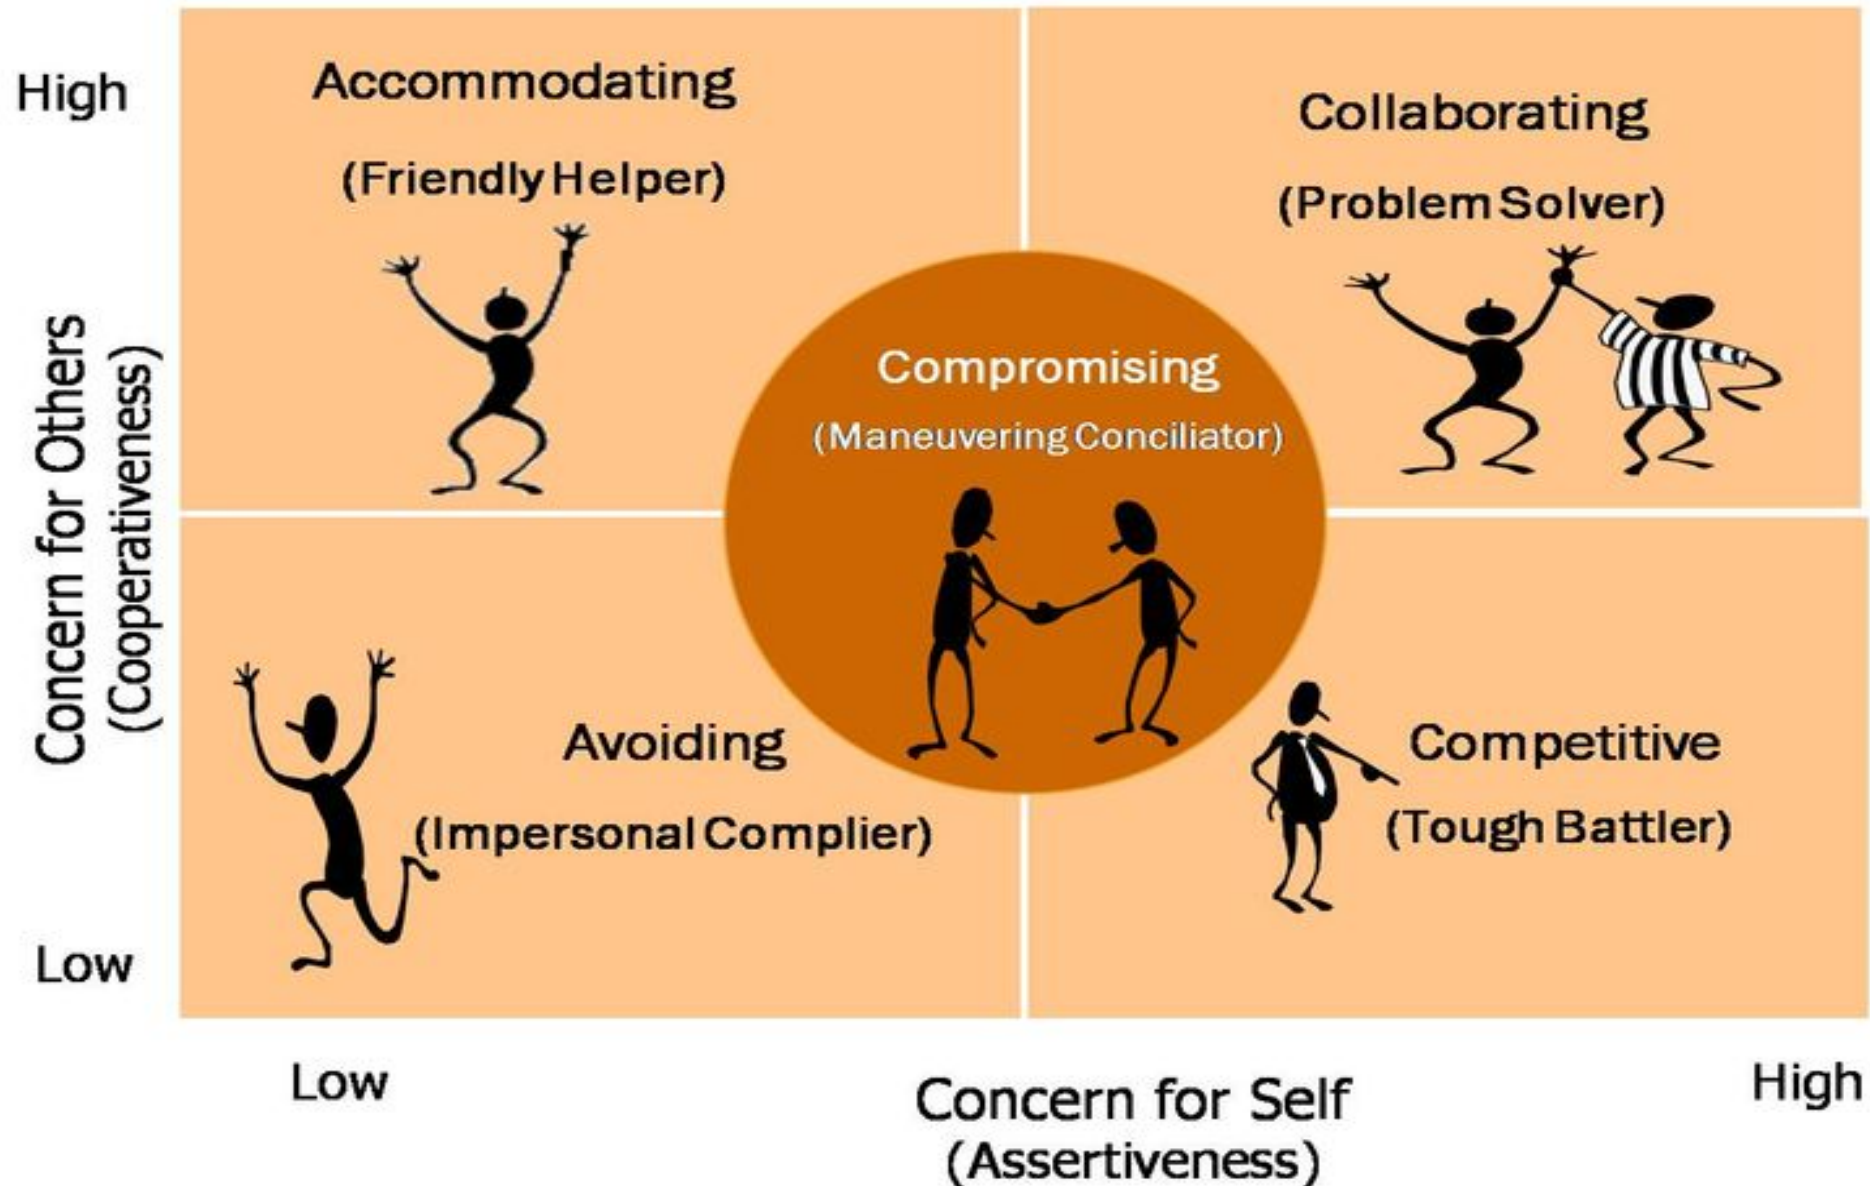 High
Accommodating
(Friendly Helper)
Collaborating
(Problem Solver)
Concern for Others
(Cooperativeness)
Compromising
(Maneuvering Conciliator)
Avoiding
(Impersonal Complier)
Competitive
(Tough Battler)
Low
Low
Concern for Self
(Assertiveness)
High